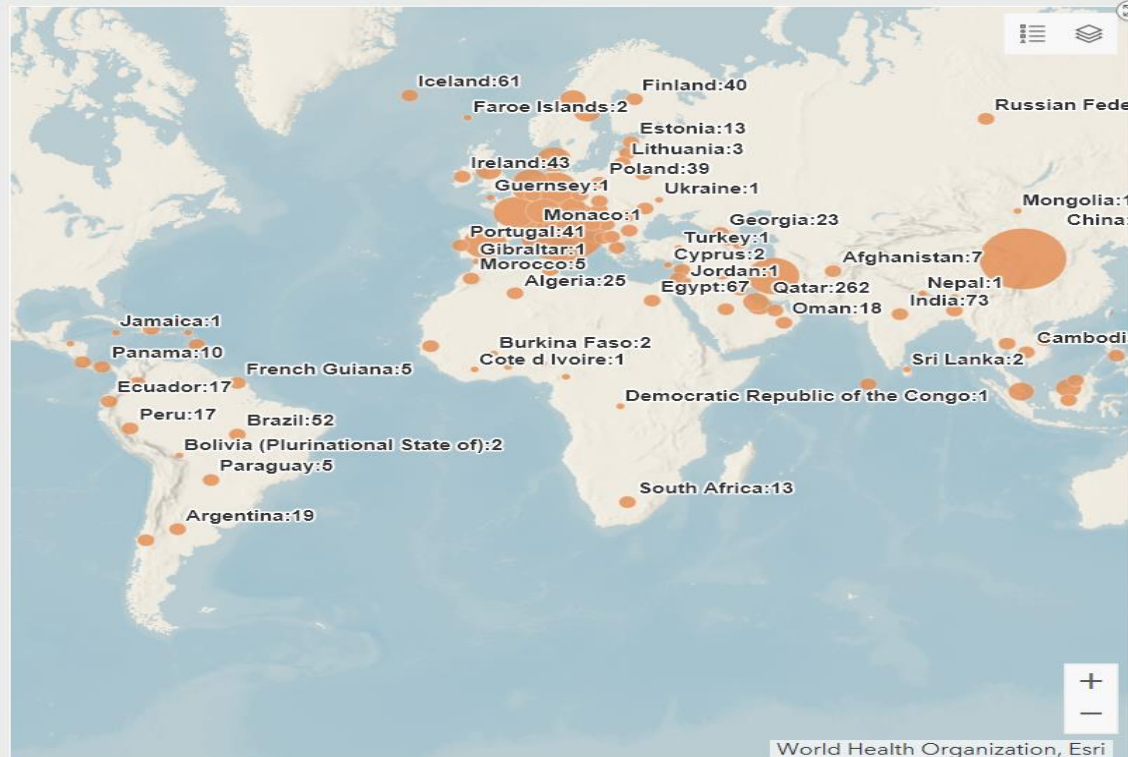 Iceland:61
Finland:40
Faroe Islands:2
Russian Fede
Estonia:13
Lithuania:3
Ireland:43
Poland:39
Guernsey:1
Ukraine:1
Mongolia:1
Monaco:1
Georgia:23
China:
Portugal:41
Turkey:1
Gibraltar:1
Cyprus:2
Afghanistan:7
Morocco:5
Jordan:1
Algeria:25
Egypt:67
Qatar:262
Nepal:1
India:73
Oman:18
Jamaica:1
Burkina Faso:2
Cambodi
Panama:10
Cote d Ivoire:1
Sri Lanka:2
French Guiana:5
Ecuador:17
Democratic Republic of the Congo:1
Peru:17
Brazil:52
Bolivia (Plurinational State of):2
Paraguay:5
South Africa:13
Argentina:19
World Health Organization, Esri